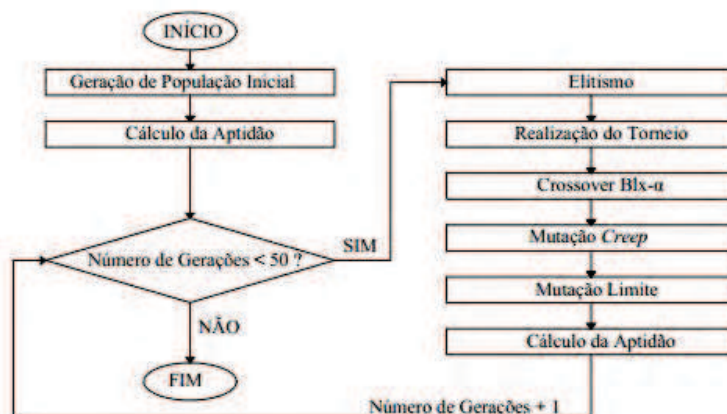 INÍCIO
Geração de População Inicial
Cálculo da Aptidão
Número de Gerações < 50 ?
SIM
NÃO
FIM
Elitismo
Realização do Torneio
Crossover Blx-α
Mutação Creep
Mutação Limite
Cálculo da Aptidão
Número de Gerações + 1